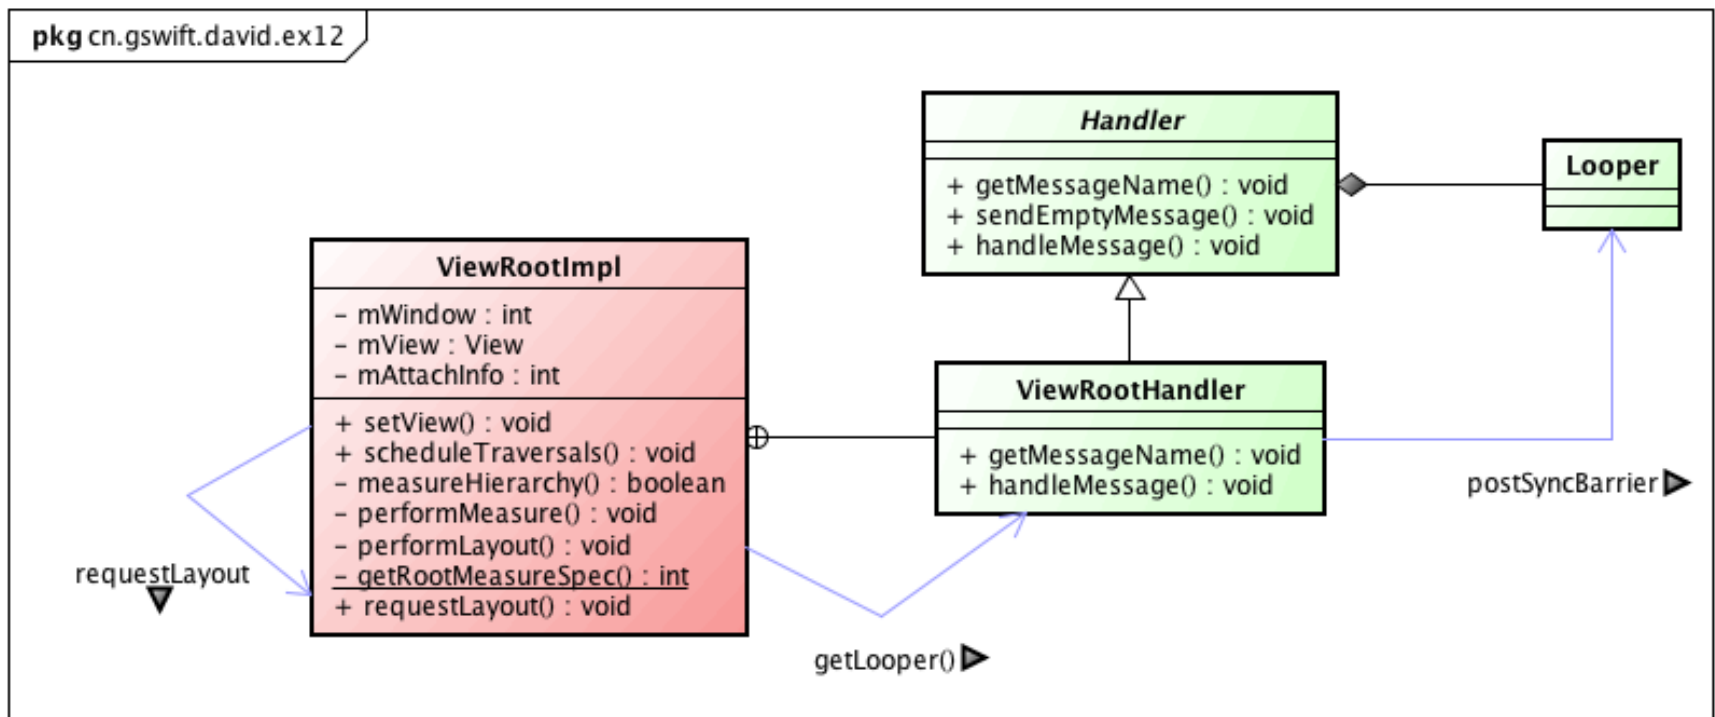 pkg cn.gswift.david.ex12
Handler
+ getMessageName() : void
+ sendEmptyMessage() : void
+ handleMessage() : void
Looper
ViewRootImpl
- mWindow : int
- mView : View
- mAttachInfo : int
+ setView() : void
+ scheduleTraversals() : void
- measureHierarchy() : boolean
- performMeasure() : void
- performLayout() : void
- getRootMeasureSpec() : int
+ requestLayout() : void
ViewRootHandler
+ getMessageName() : void
+ handleMessage() : void
postSyncBarrier
requestLayout
getLooper()